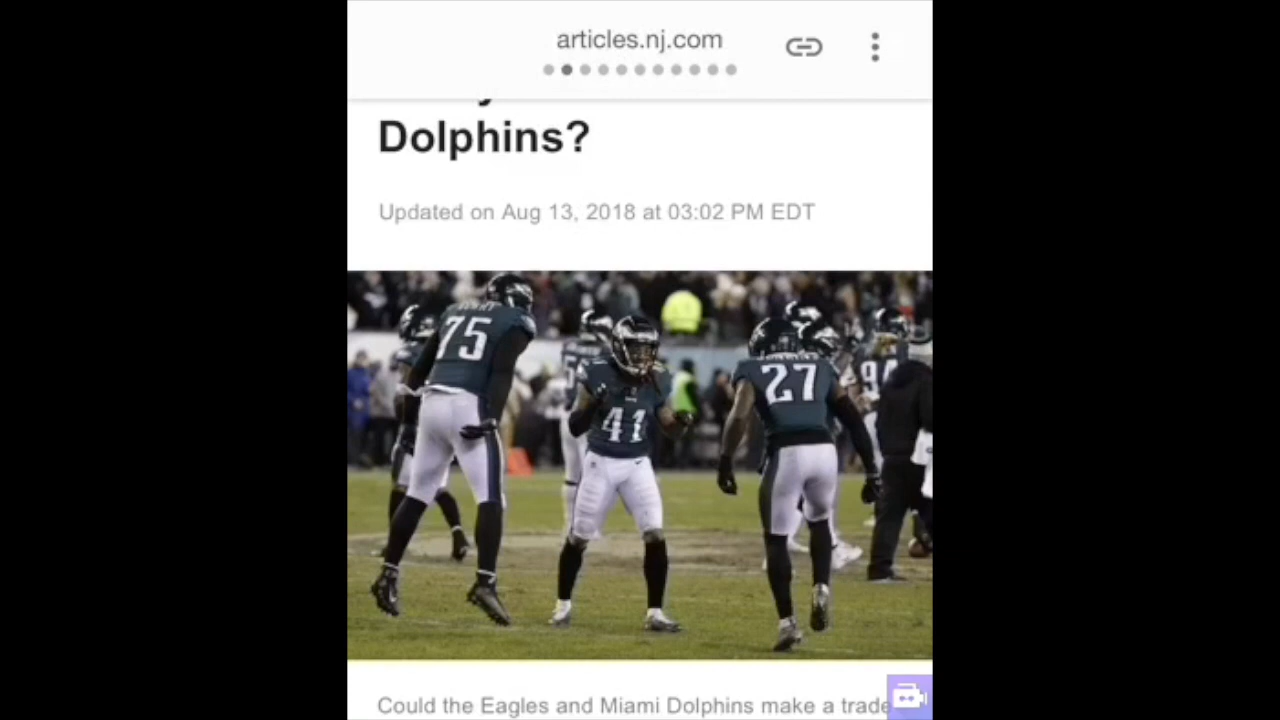 articles.nj.com
Dolphins?
Updated on Aug 13, 2018 at 03:02 PM EDT
75
41
27
94
Could the Eagles and Miami Dolphins make a trade